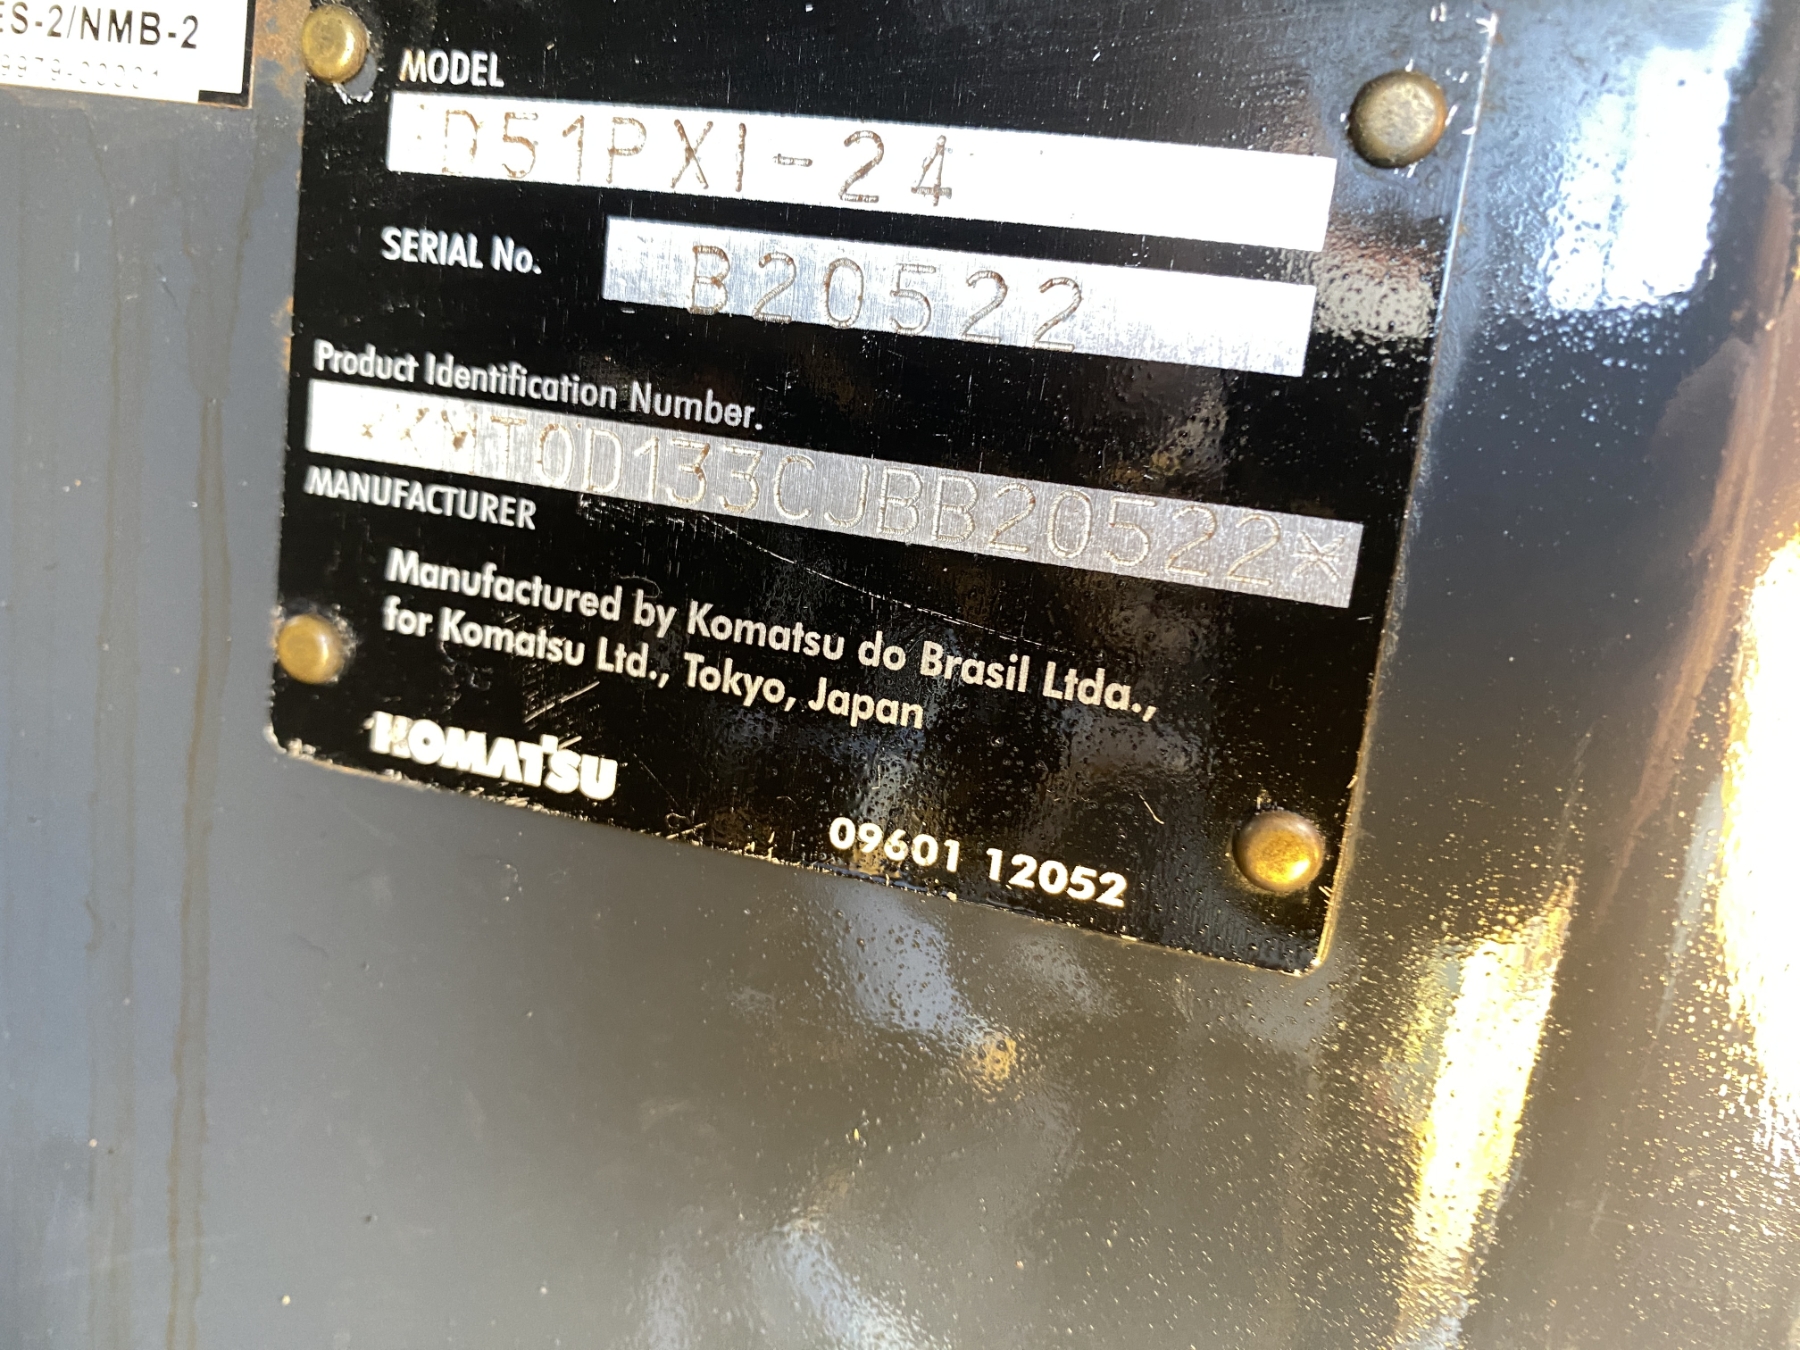 ES-2/NMB-2
MODEL
D51PXI-24
SERIAL No.
B20522
Product Identification Number.
*KMT0D133CJBB20522*
MANUFACTURER
Manufactured by Komatsu do Brasil Ltda.,
for Komatsu Ltd., Tokyo, Japan
KOMATSU
09601 12052